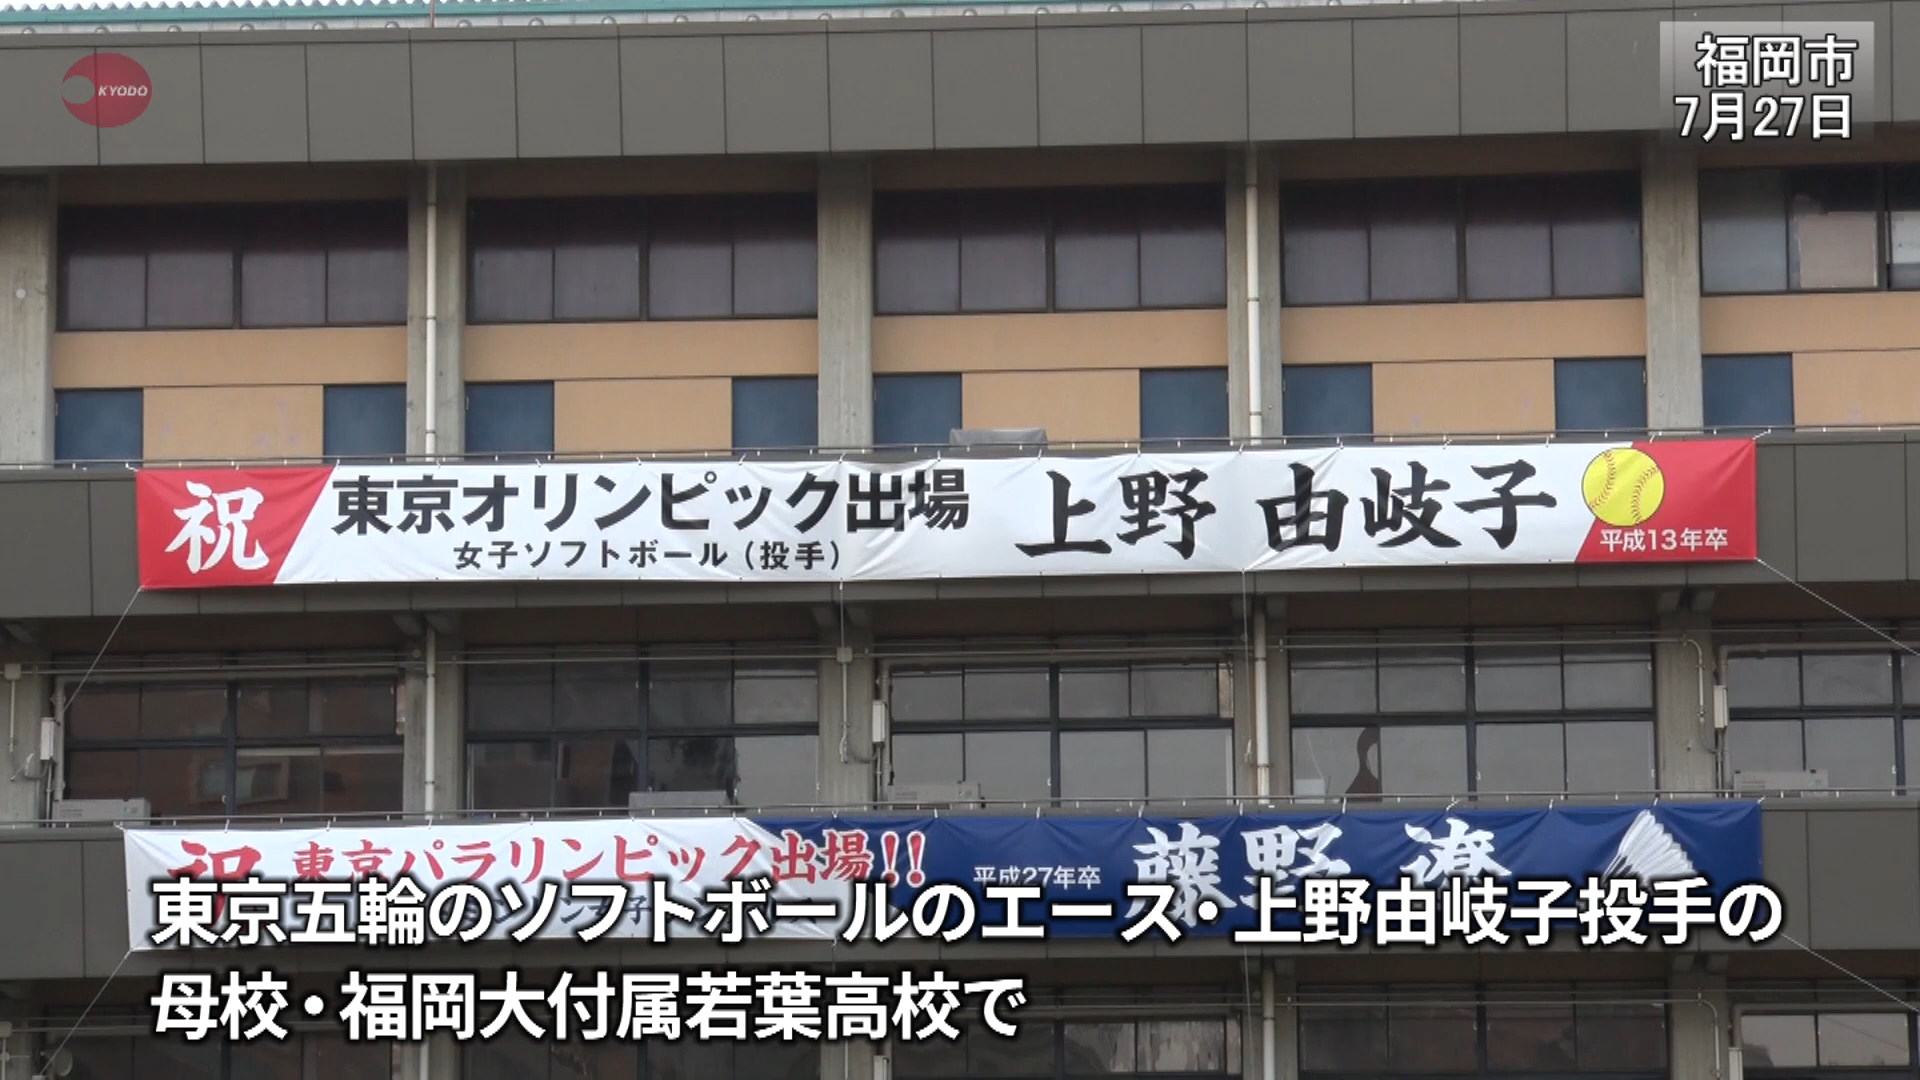 KYODO
福岡市
7月27日
祝
東京オリンピック出場
女子ソフトボール（投手）
上野 由岐子
平成13年卒
祝
東京パラリンピック出場!!
平成27年卒
藤野 遼
東京五輪のソフトボールのエース・上野由岐子投手の
母校・福岡大付属若葉高校で